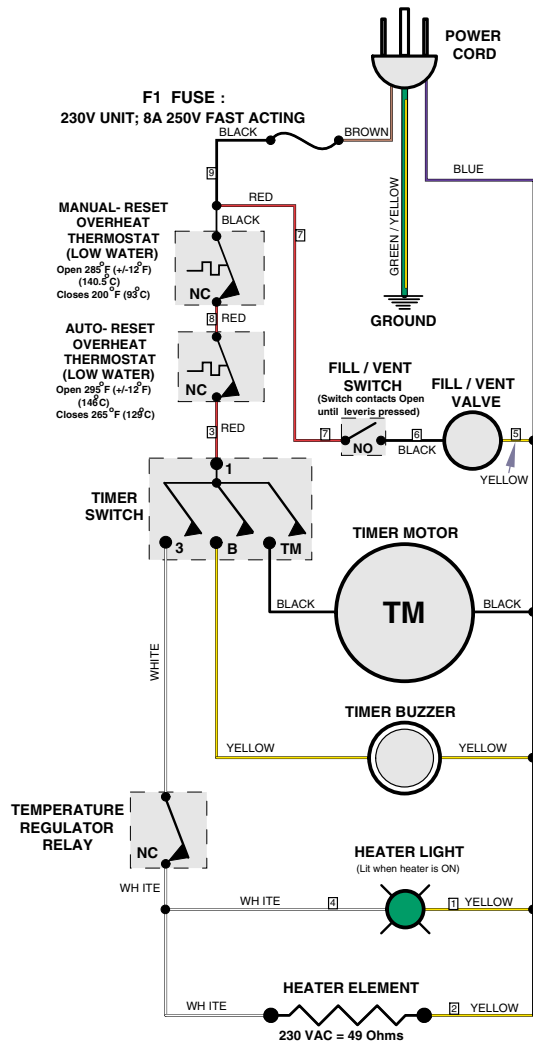 POWER
CORD
F1 FUSE :
230V UNIT; 8A 250V FAST ACTING
BLACK
BROWN
BLUE
9
RED
GREEN / YELLOW
MANUAL- RESET
OVERHEAT
THERMOSTAT
(LOW WATER)
Open 285°F (+/-12°F)
(140.5°C)
Closes 200°F (93°C)
BLACK
7
NC
GROUND
8
RED
AUTO- RESET
OVERHEAT
THERMOSTAT
(LOW WATER)
Open 295°F (+/-12°F)
(146°C)
Closes 265°F (129°C)
NC
FILL / VENT
SWITCH
(Switch contacts Open
until leveris pressed)
FILL / VENT
VALVE
3
RED
7
NO
6
BLACK
5
YELLOW
TIMER
SWITCH
1
3
B
TM
TIMER MOTOR
TM
BLACK
BLACK
WHITE
TIMER BUZZER
YELLOW
YELLOW
TEMPERATURE
REGULATOR
RELAY
NC
HEATER LIGHT
(Lit when heater is ON)
WH ITE
WH ITE
4
1
YELLOW
HEATER ELEMENT
WH ITE
2
YELLOW
230 VAC = 49 Ohms